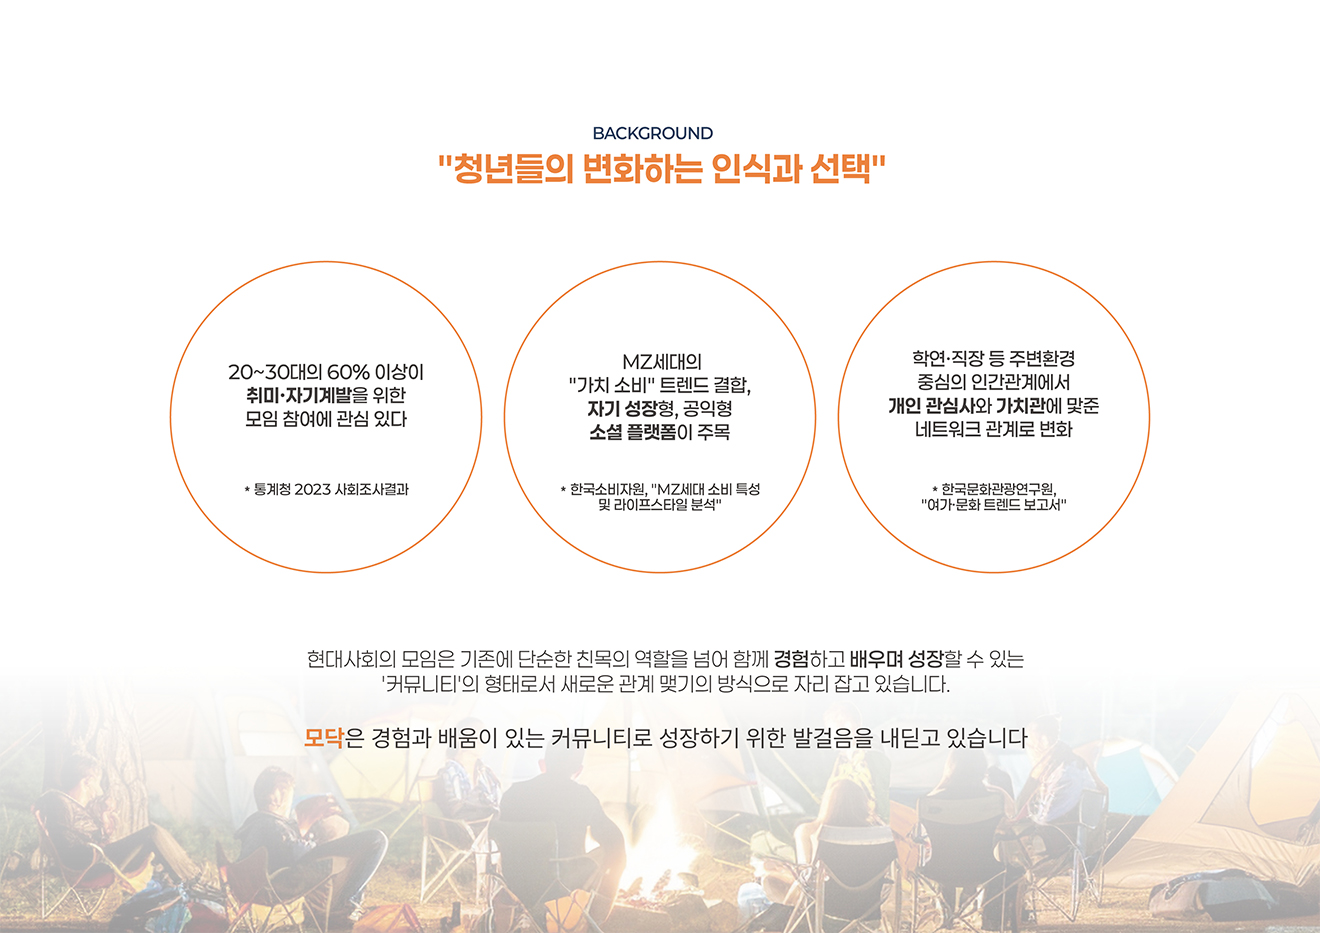 BACKGROUND
"청년들의 변화하는 인식과 선택"
20~30대의 60% 이상이
취미·자기계발을 위한
모임 참여에 관심 있다
* 통계청 2023 사회조사결과
MZ세대의
"가치 소비" 트렌드 결합,
자기 성장형, 공익형
소셜 플랫폼이 주목
* 한국소비자원, "MZ세대 소비 특성
및 라이프스타일 분석"
학연·직장 등 주변환경
중심의 인간관계에서
개인 관심사와 가치관에 맞춘
네트워크 관계로 변화
* 한국문화관광연구원,
"여가·문화 트렌드 보고서"
현대사회의 모임은 기존에 단순한 친목의 역할을 넘어 함께 경험하고 배우며 성장할 수 있는
'커뮤니티'의 형태로서 새로운 관계 맺기의 방식으로 자리 잡고 있습니다.
모닥은 경험과 배움이 있는 커뮤니티로 성장하기 위한 발걸음을 내딛고 있습니다